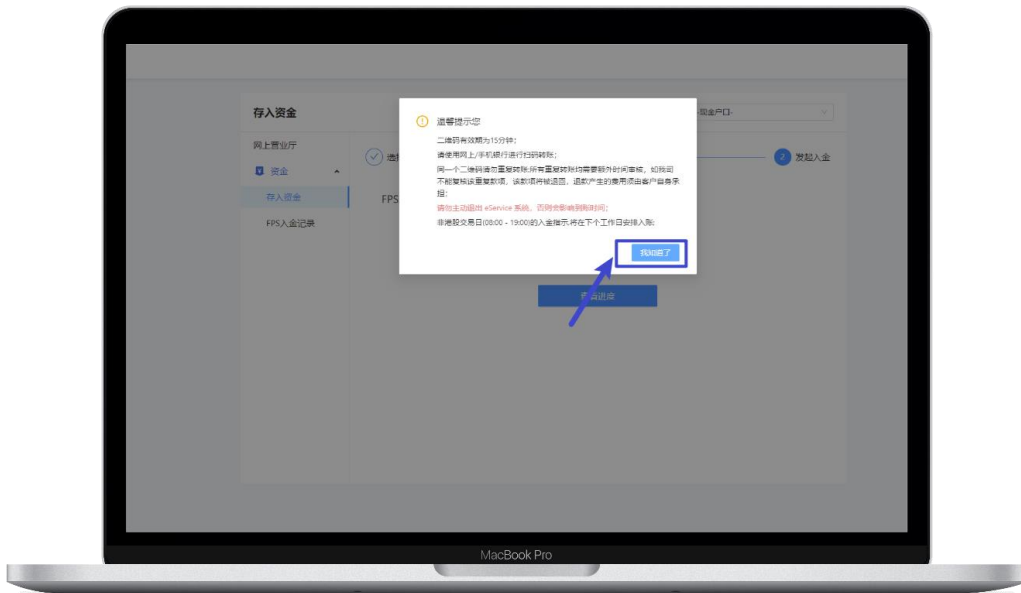 存入资金
-现金户口-
网上营业厅
资金
存入资金
FPS入金记录
选择
2 发起入金
FPS
温馨提示您
二维码有效期为15分钟；
请使用网上/手机银行进行扫码转账；
同一个二维码请勿重复转账;所有重复转账均需要额外时间审核，如我司
不能复核该重复款项，该款项将被退回，退款产生的费用须由客户自身承
担；
请勿主动退出 eService 系统，否则会影响到账时间；
非港股交易日(08:00 - 19:00)的入金指示,将在下个工作日安排入账;
我知道了
MacBook Pro